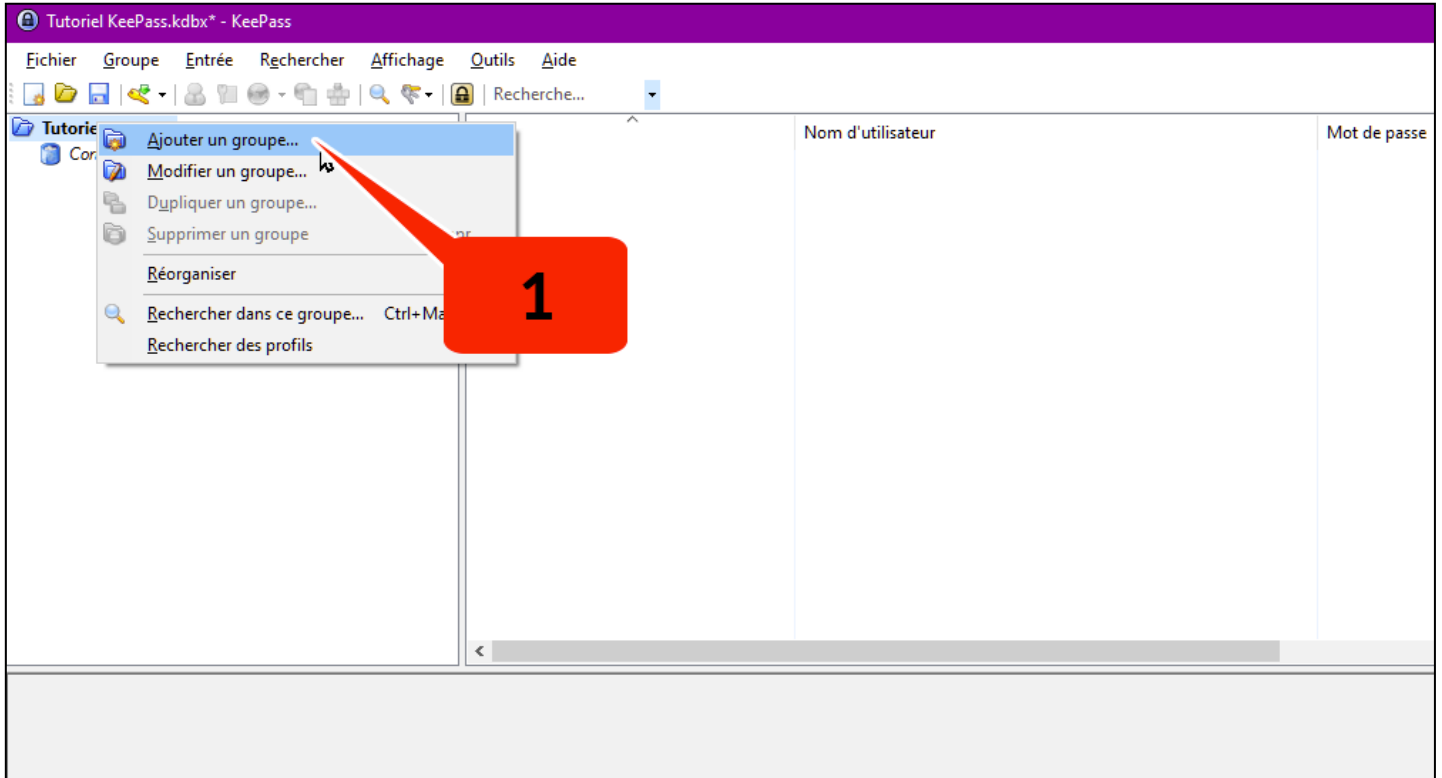 Tutoriel KeePass.kdbx* - KeePass
Fichier Groupe Entrée Rechercher Affichage Outils Aide
Recherche...
Nom d'utilisateur Mot de passe
Ajouter un groupe...
Modifier un groupe...
Dupliquer un groupe...
Supprimer un groupe
Réorganiser
Rechercher dans ce groupe... Ctrl+Ma
Rechercher des profils
1